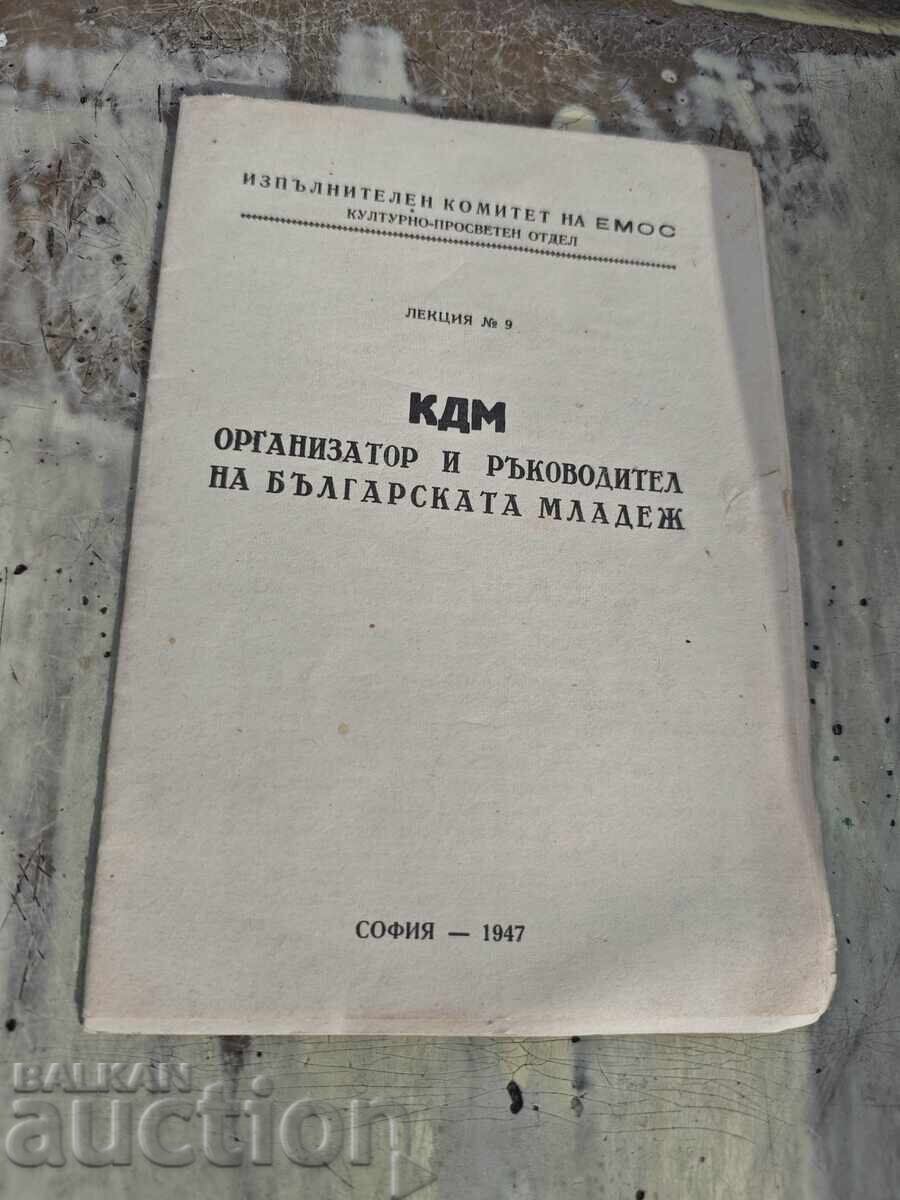 ИЗПЪЛНИТЕЛЕН КОМИТЕТ НА ЕМОС
КУЛТУРНО-ПРОСВЕТЕН ОТДЕЛ
ЛЕКЦИЯ № 9
КДМ
ОРГАНИЗАТОР И РЪКОВОДИТЕЛ
НА БЪЛГАРСКАТА МЛАДЕЖ
СОФИЯ — 1947
BALKAN
auction